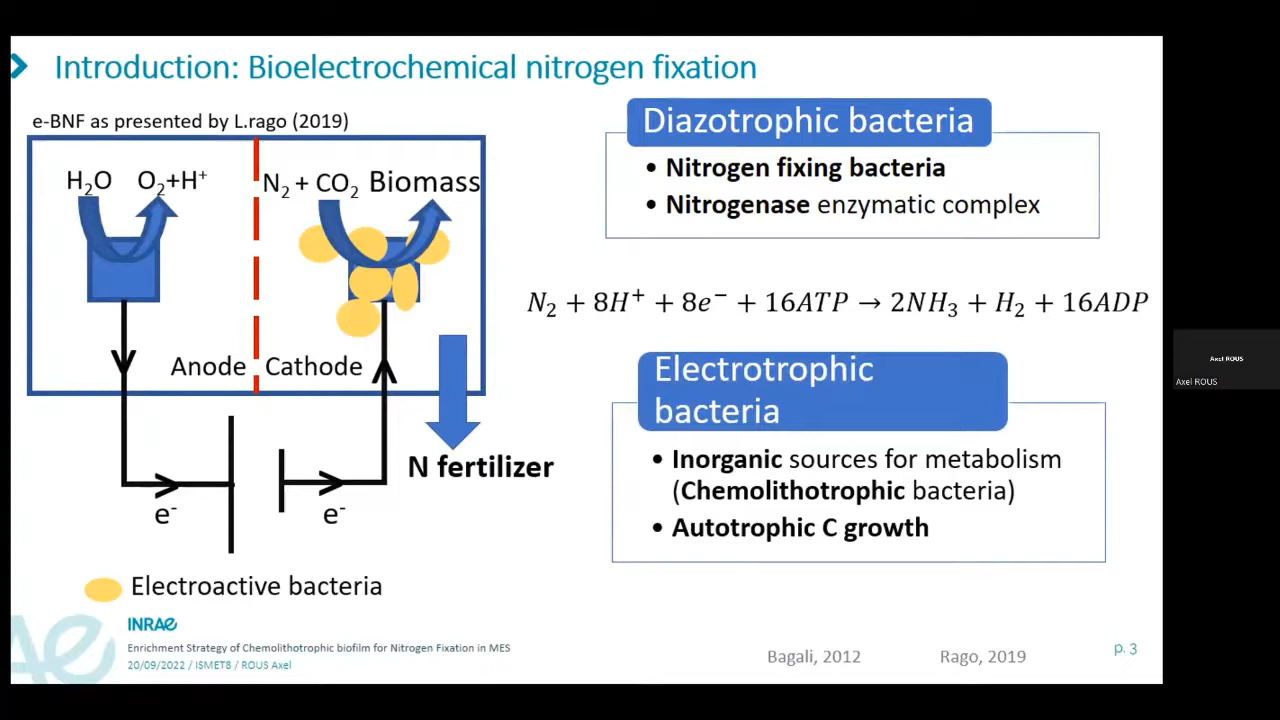 Introduction: Bioelectrochemical nitrogen fixation
e-BNF as presented by L.rago (2019)
H₂O O₂+H⁺
N₂ + CO₂ Biomass
Anode Cathode
N fertilizer
e⁻ e⁻
Electroactive bacteria
Diazotrophic bacteria
• Nitrogen fixing bacteria
• Nitrogenase enzymatic complex
N₂ + 8H⁺ + 8e⁻ + 16ATP → 2NH₃ + H₂ + 16ADP
Electrotrophic
bacteria
• Inorganic sources for metabolism
(Chemolithotrophic bacteria)
• Autotrophic C growth
INRAE
Enrichment Strategy of Chemolithotrophic biofilm for Nitrogen Fixation in MES
20/09/2022 / ISMET8 / ROUS Axel
Bagali, 2012 Rago, 2019
p. 3
Axel ROUS
Axel ROUS